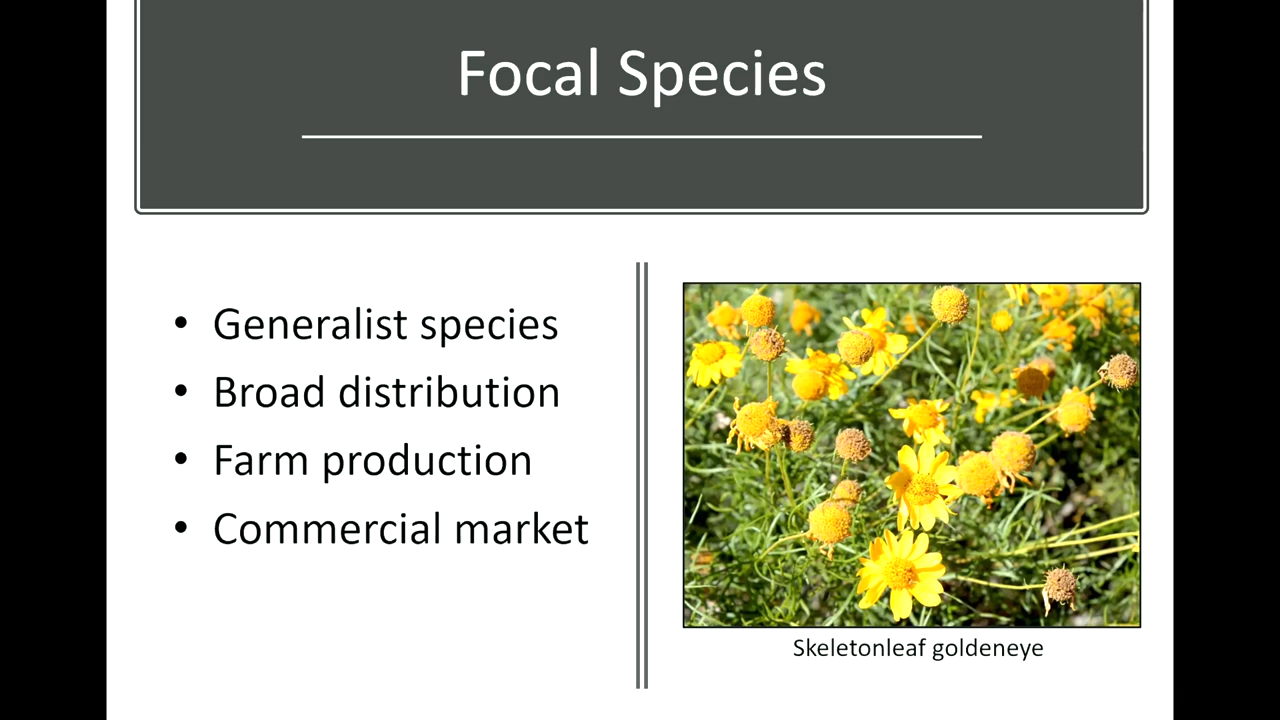 Focal Species
• Generalist species
• Broad distribution
• Farm production
• Commercial market
Skeletonleaf goldeneye